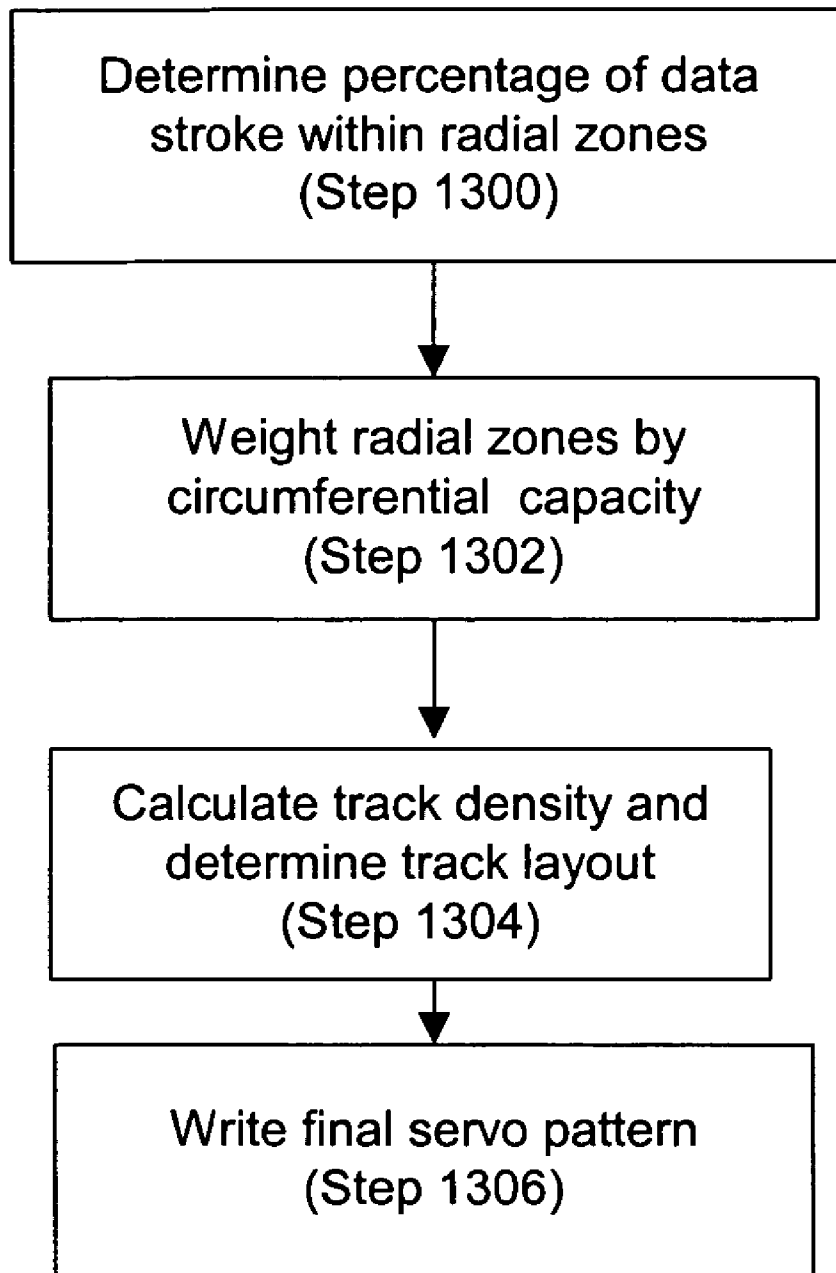 Determine percentage of data
stroke within radial zones
(Step 1300)
Weight radial zones by
circumferential capacity
(Step 1302)
Calculate track density and
determine track layout
(Step 1304)
Write final servo pattern
(Step 1306)